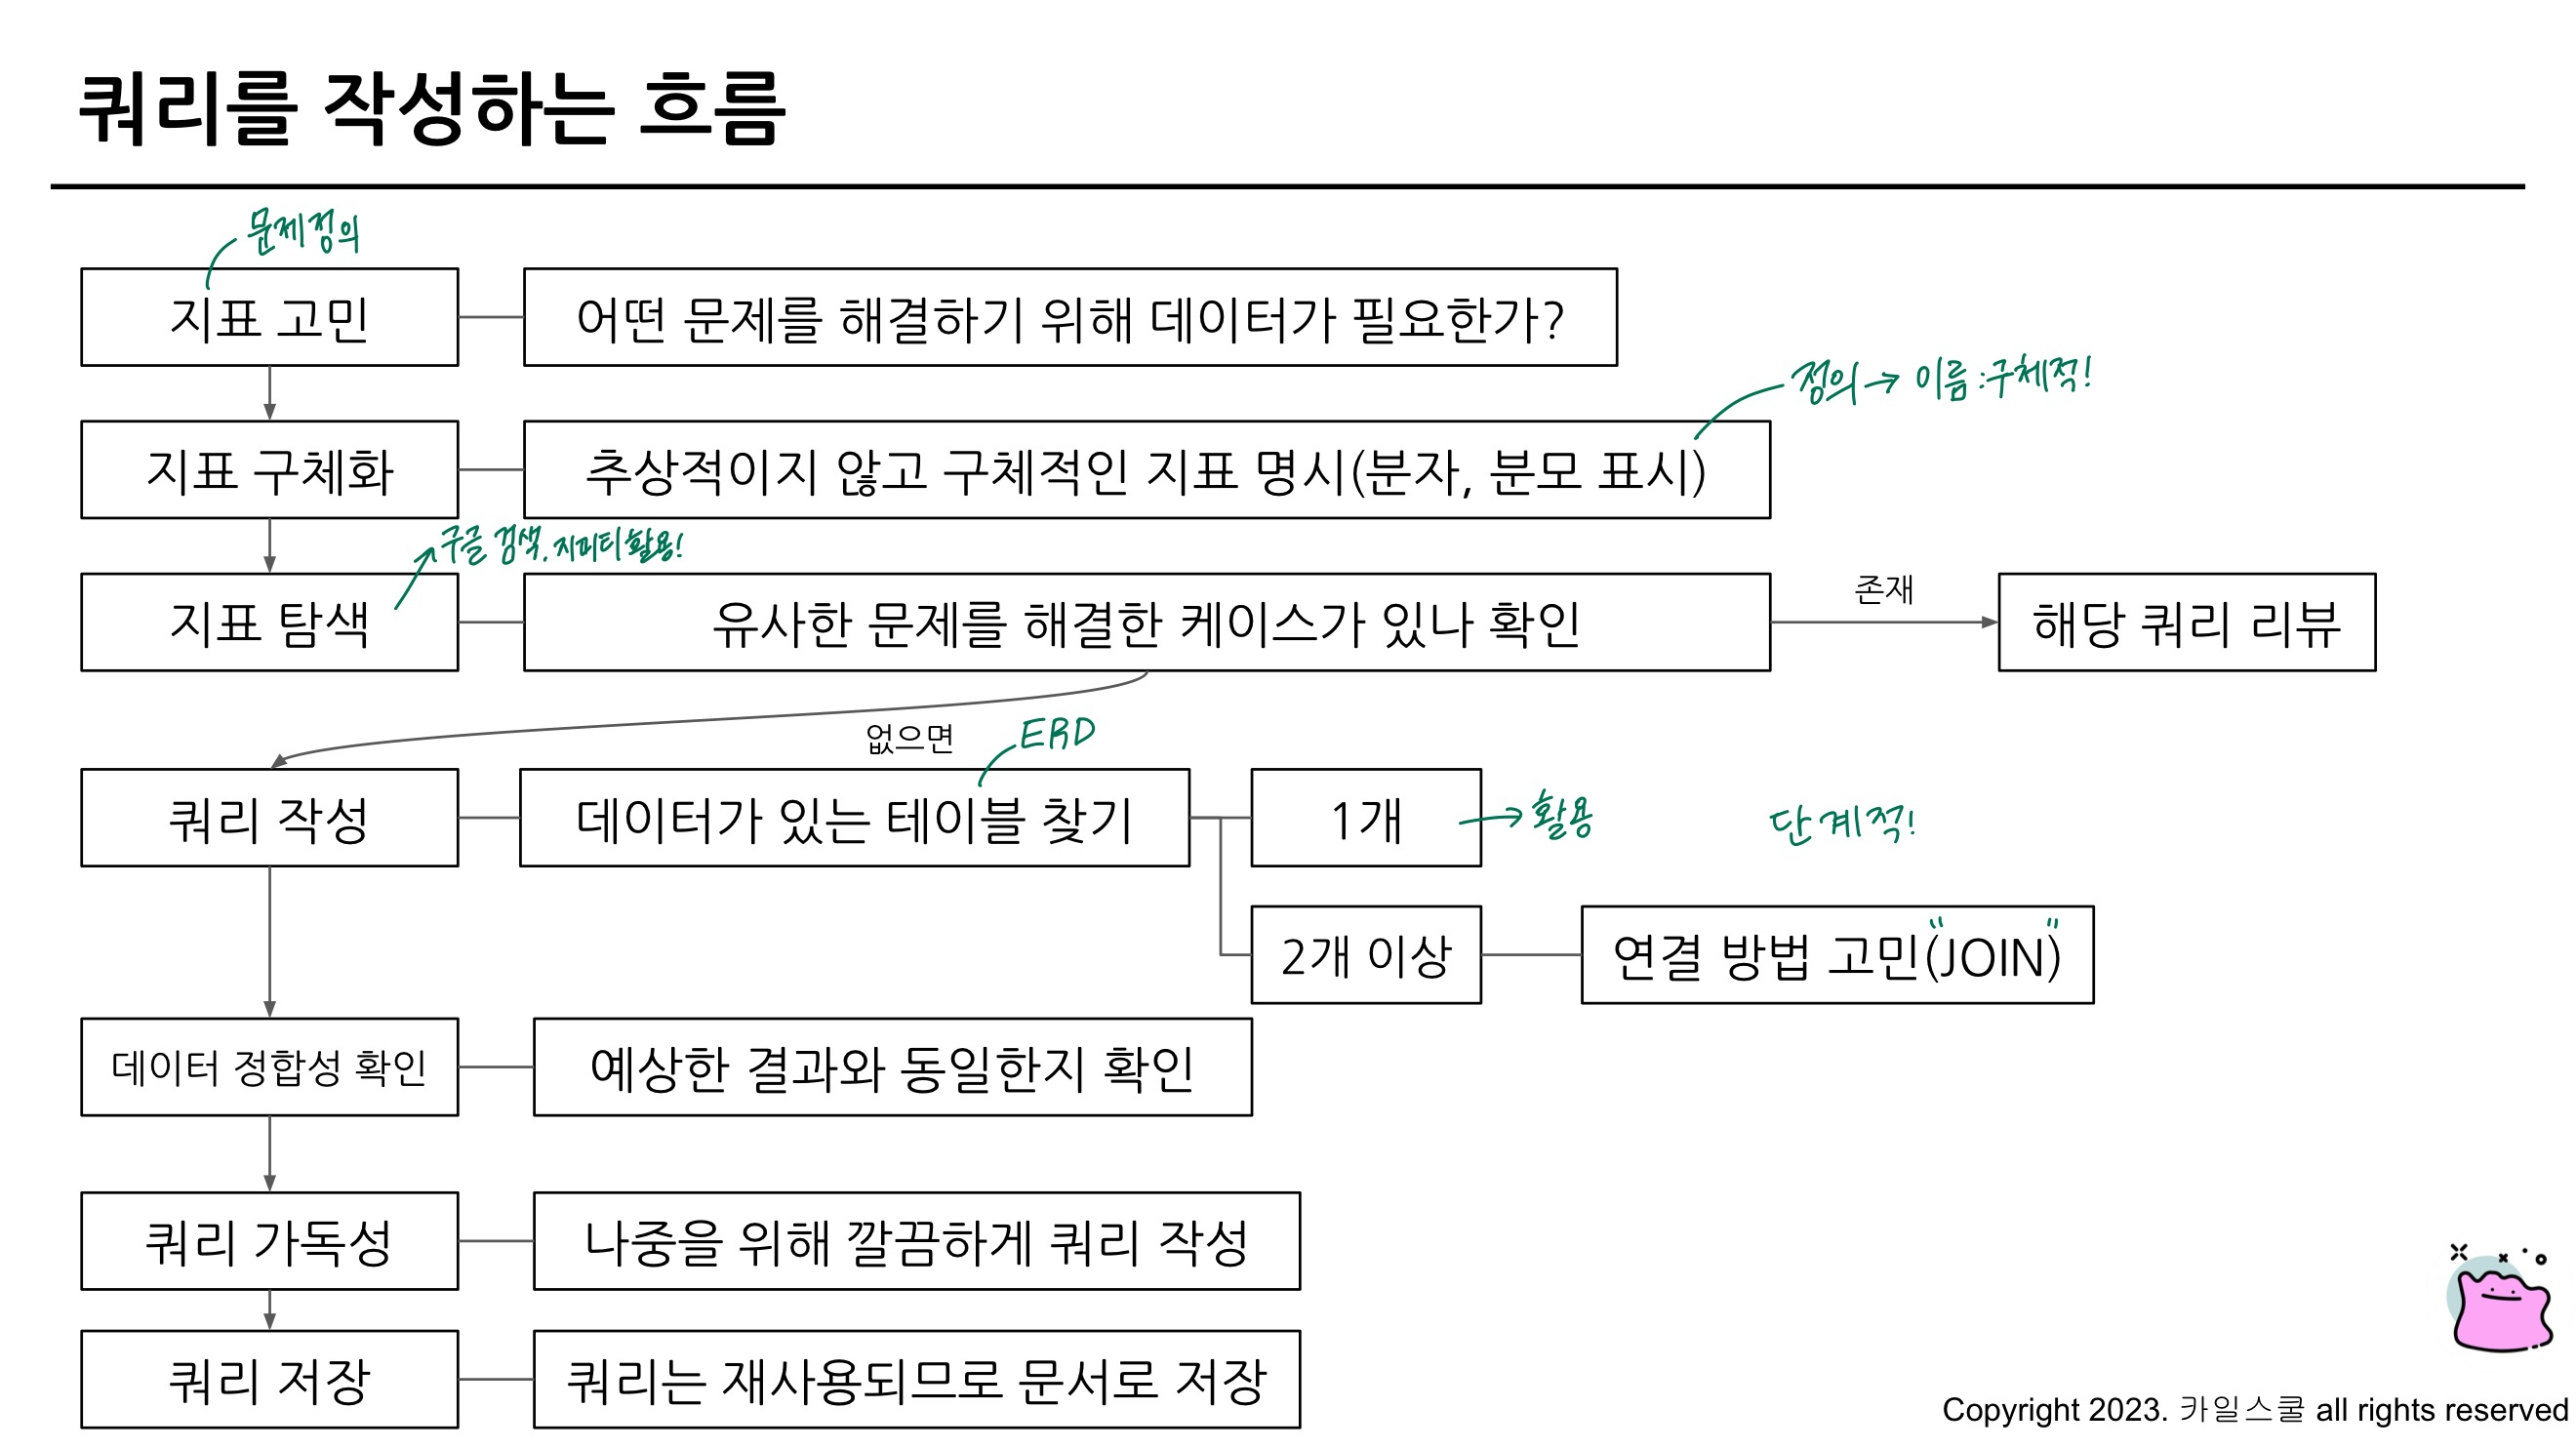 쿼리를 작성하는 흐름
문제정의
지표 고민
어떤 문제를 해결하기 위해 데이터가 필요한가?
정의 → 이름 : 구체적!
지표 구체화
추상적이지 않고 구체적인 지표 명시(분자, 분모 표시)
구글 검색, 지피티 활용!
지표 탐색
유사한 문제를 해결한 케이스가 있나 확인
존재
해당 쿼리 리뷰
없으면
ERD
쿼리 작성
데이터가 있는 테이블 찾기
1개
→ 활용
단계적!
2개 이상
연결 방법 고민("JOIN")
데이터 정합성 확인
예상한 결과와 동일한지 확인
쿼리 가독성
나중을 위해 깔끔하게 쿼리 작성
쿼리 저장
쿼리는 재사용되므로 문서로 저장
Copyright 2023. 카일스쿨 all rights reserved